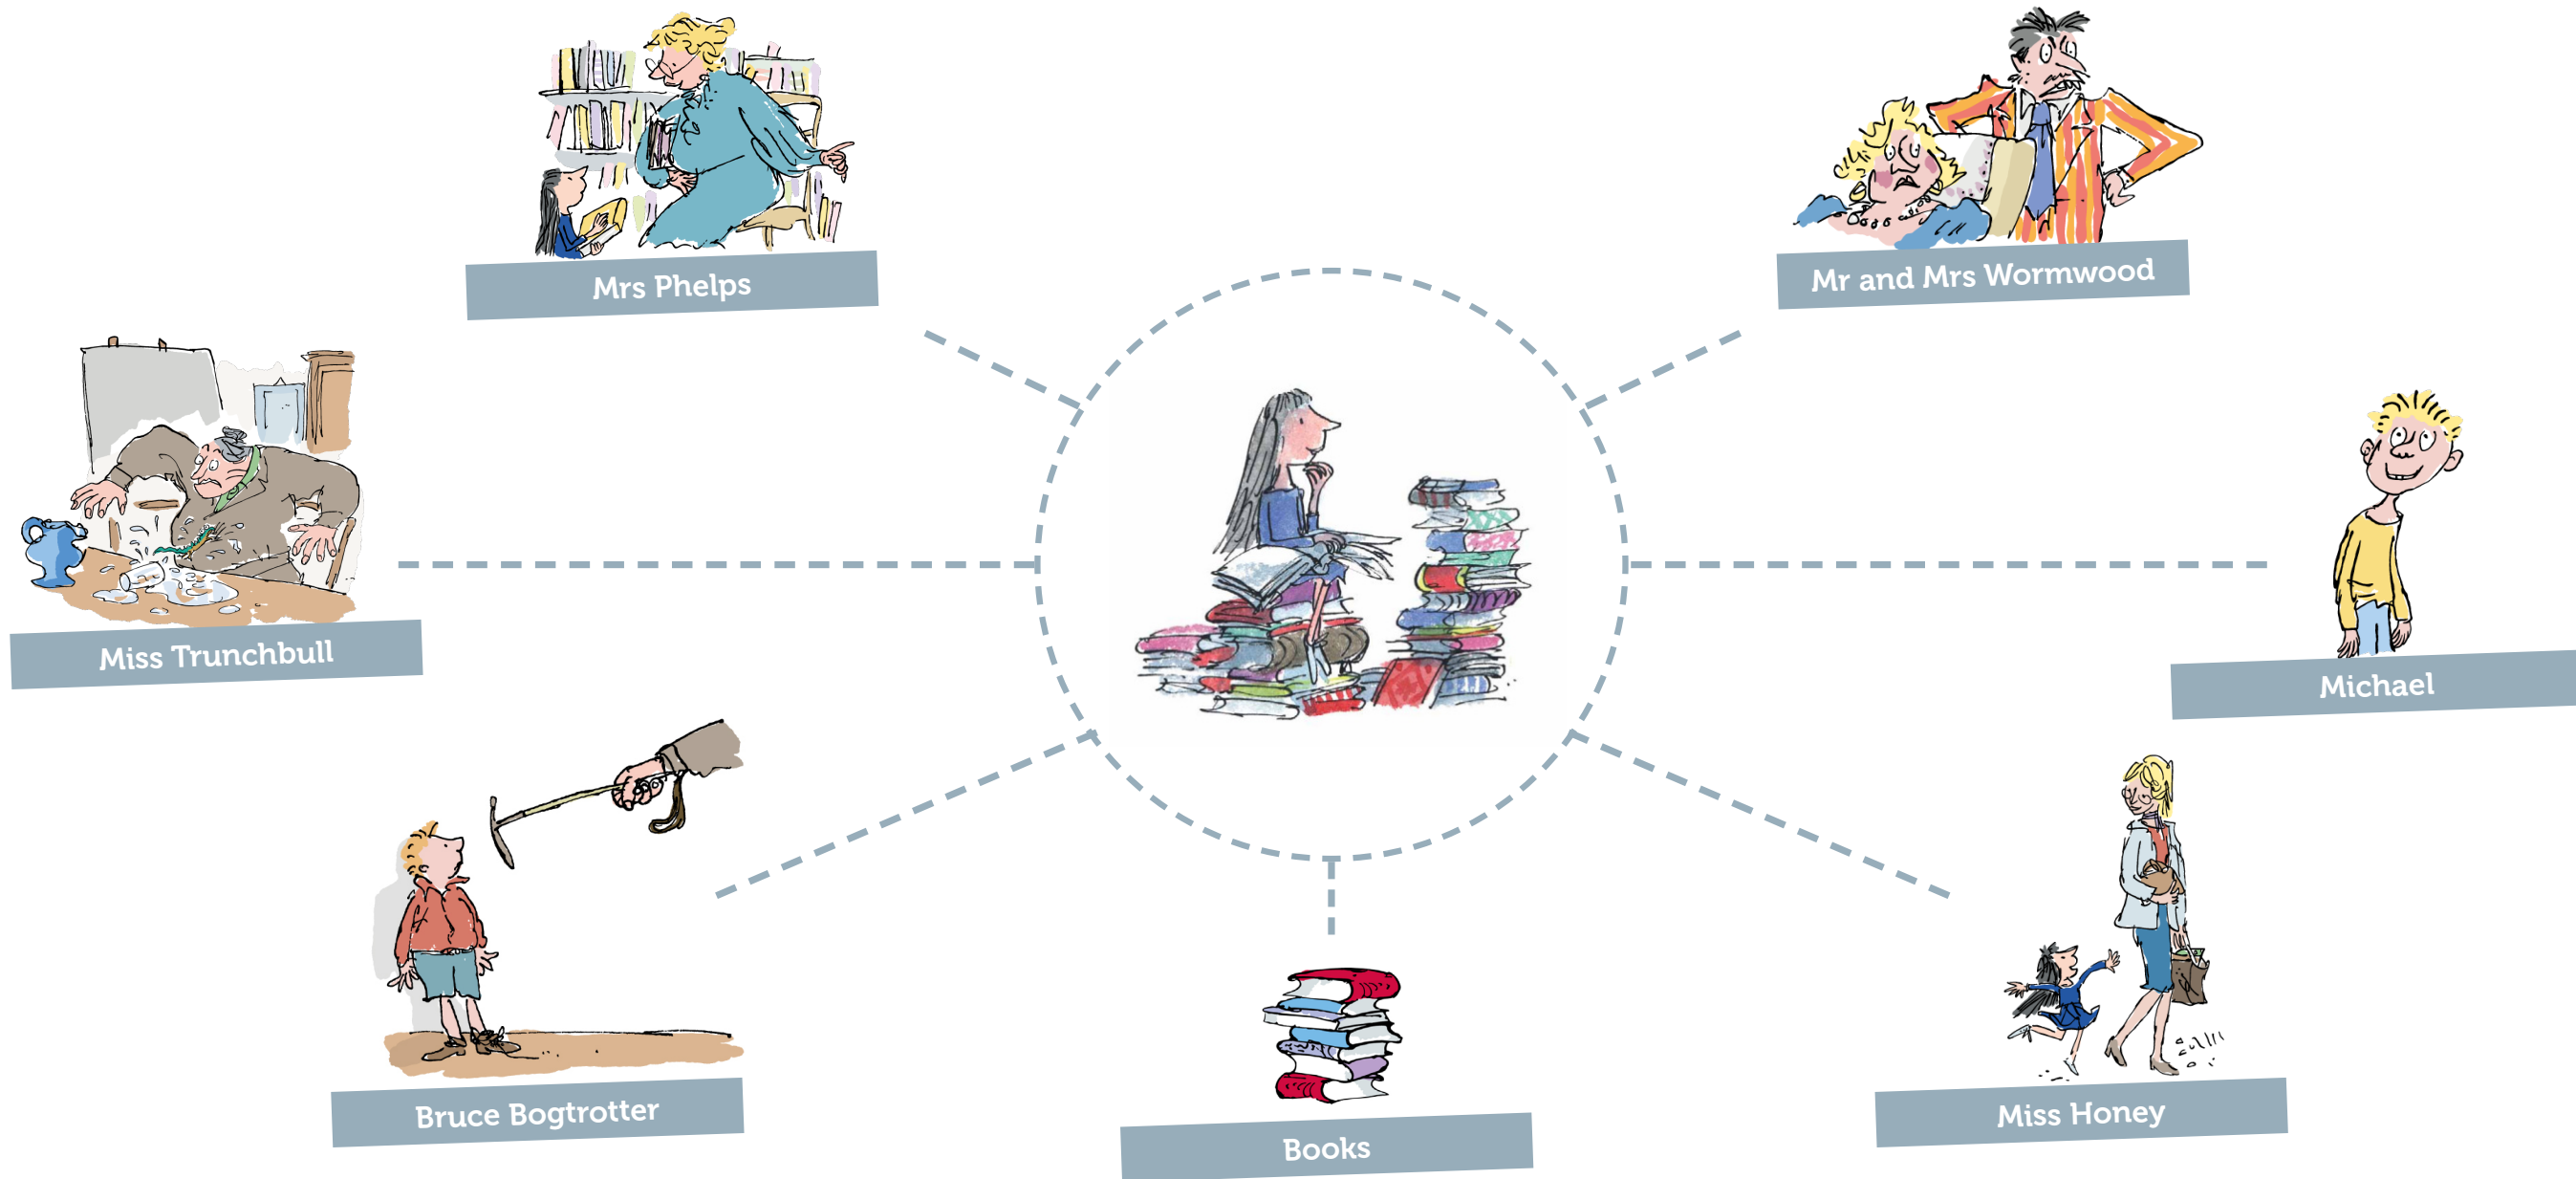 Mrs Phelps
Mr and Mrs Wormwood
Miss Trunchbull
Michael
Bruce Bogtrotter
Books
Miss Honey